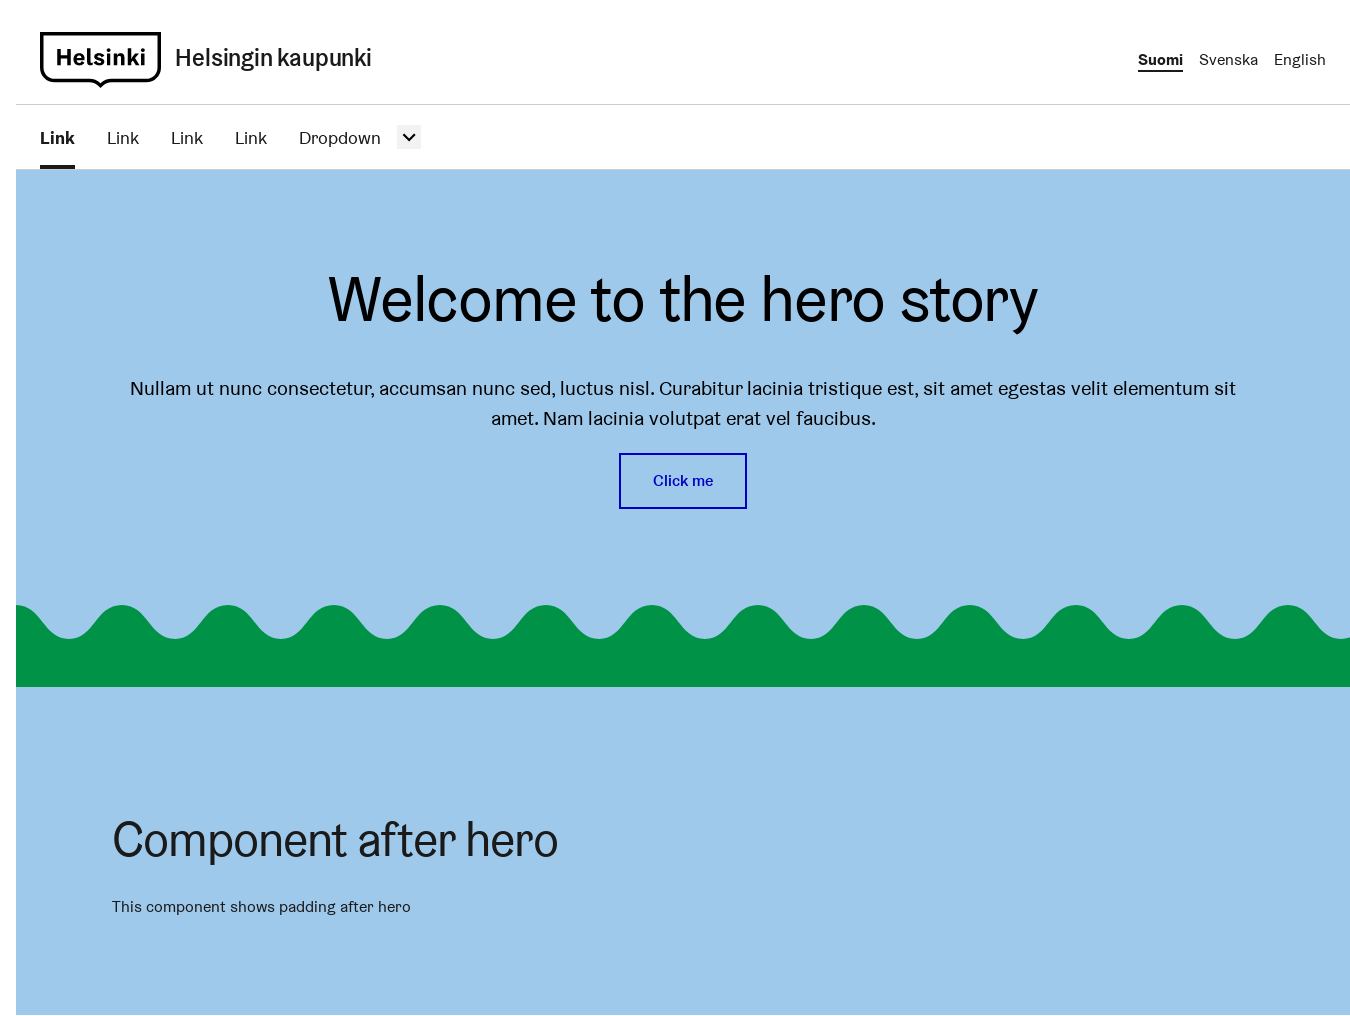 Helsinki
Helsingin kaupunki
Suomi Svenska English
Link Link Link Link Dropdown
Welcome to the hero story
Nullam ut nunc consectetur, accumsan nunc sed, luctus nisl. Curabitur lacinia tristique est, sit amet egestas velit elementum sit
amet. Nam lacinia volutpat erat vel faucibus.
Click me
Component after hero
This component shows padding after hero